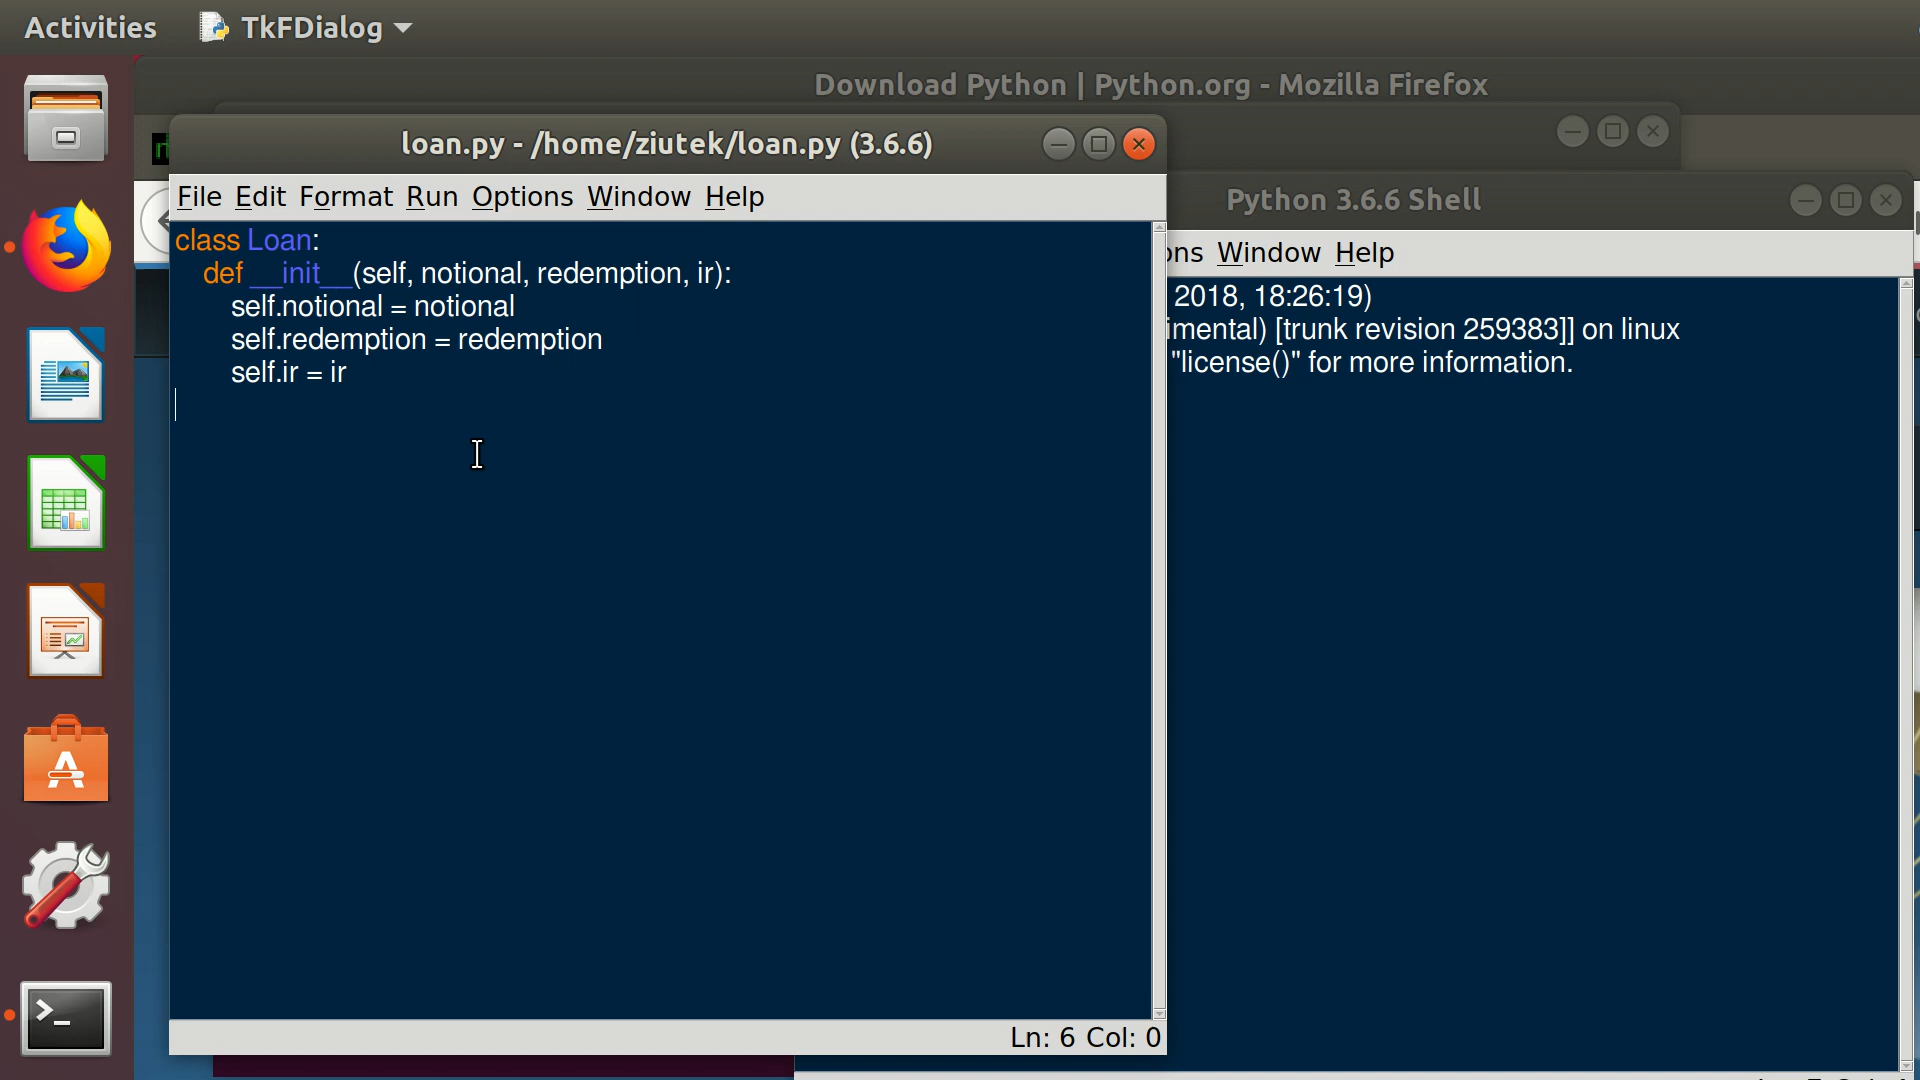 Activities TkFDialog
Download Python | Python.org - Mozilla Firefox
loan.py - /home/ziutek/loan.py (3.6.6)
File Edit Format Run Options Window Help
class Loan:
    def __init__(self, notional, redemption, ir):
        self.notional = notional
        self.redemption = redemption
        self.ir = ir
Ln: 6 Col: 0
Python 3.6.6 Shell
ons Window Help
2018, 18:26:19)
imental) [trunk revision 259383]] on linux
"license()" for more information.